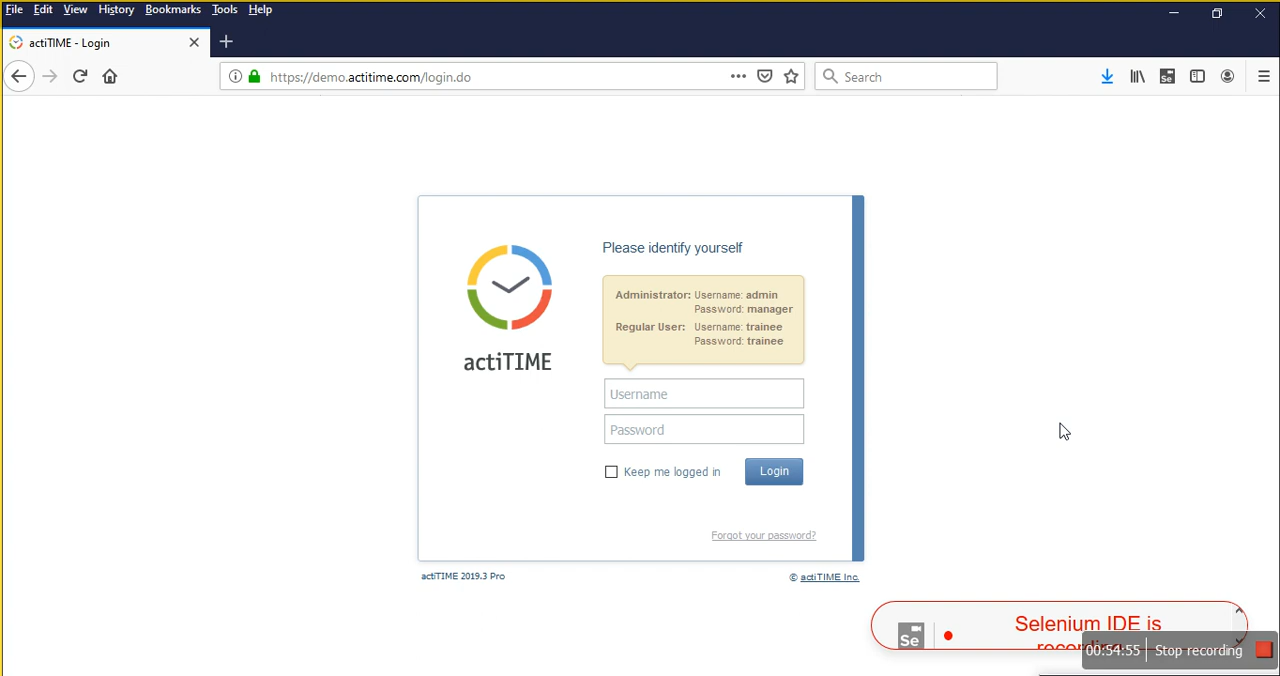 File Edit View History Bookmarks Tools Help
actiTIME - Login
https://demo.actitime.com/login.do
Search
Se
Please identify yourself
Administrator: Username: admin
Password: manager
Regular User: Username: trainee
Password: trainee
actiTIME
Username
Password
Keep me logged in
Login
Forgot your password?
actiTIME 2019.3 Pro
© actiTIME Inc.
Selenium IDE is
Se
00:54:55 Stop recording